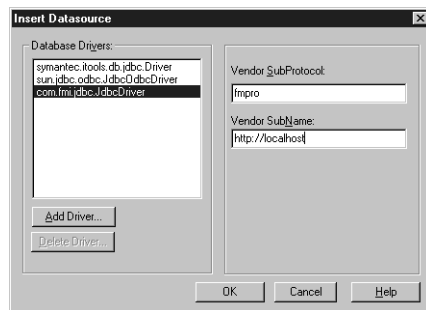 Insert Datasource
Database Drivers:
symantec.itools.db.jdbc.Driver
sun.jdbc.odbc.JdbcOdbcDriver
com.fmi.jdbc.JdbcDriver
Add Driver...
Delete Driver...
Vendor SubProtocol:
fmpro
Vendor SubName:
http://localhost
OK
Cancel
Help